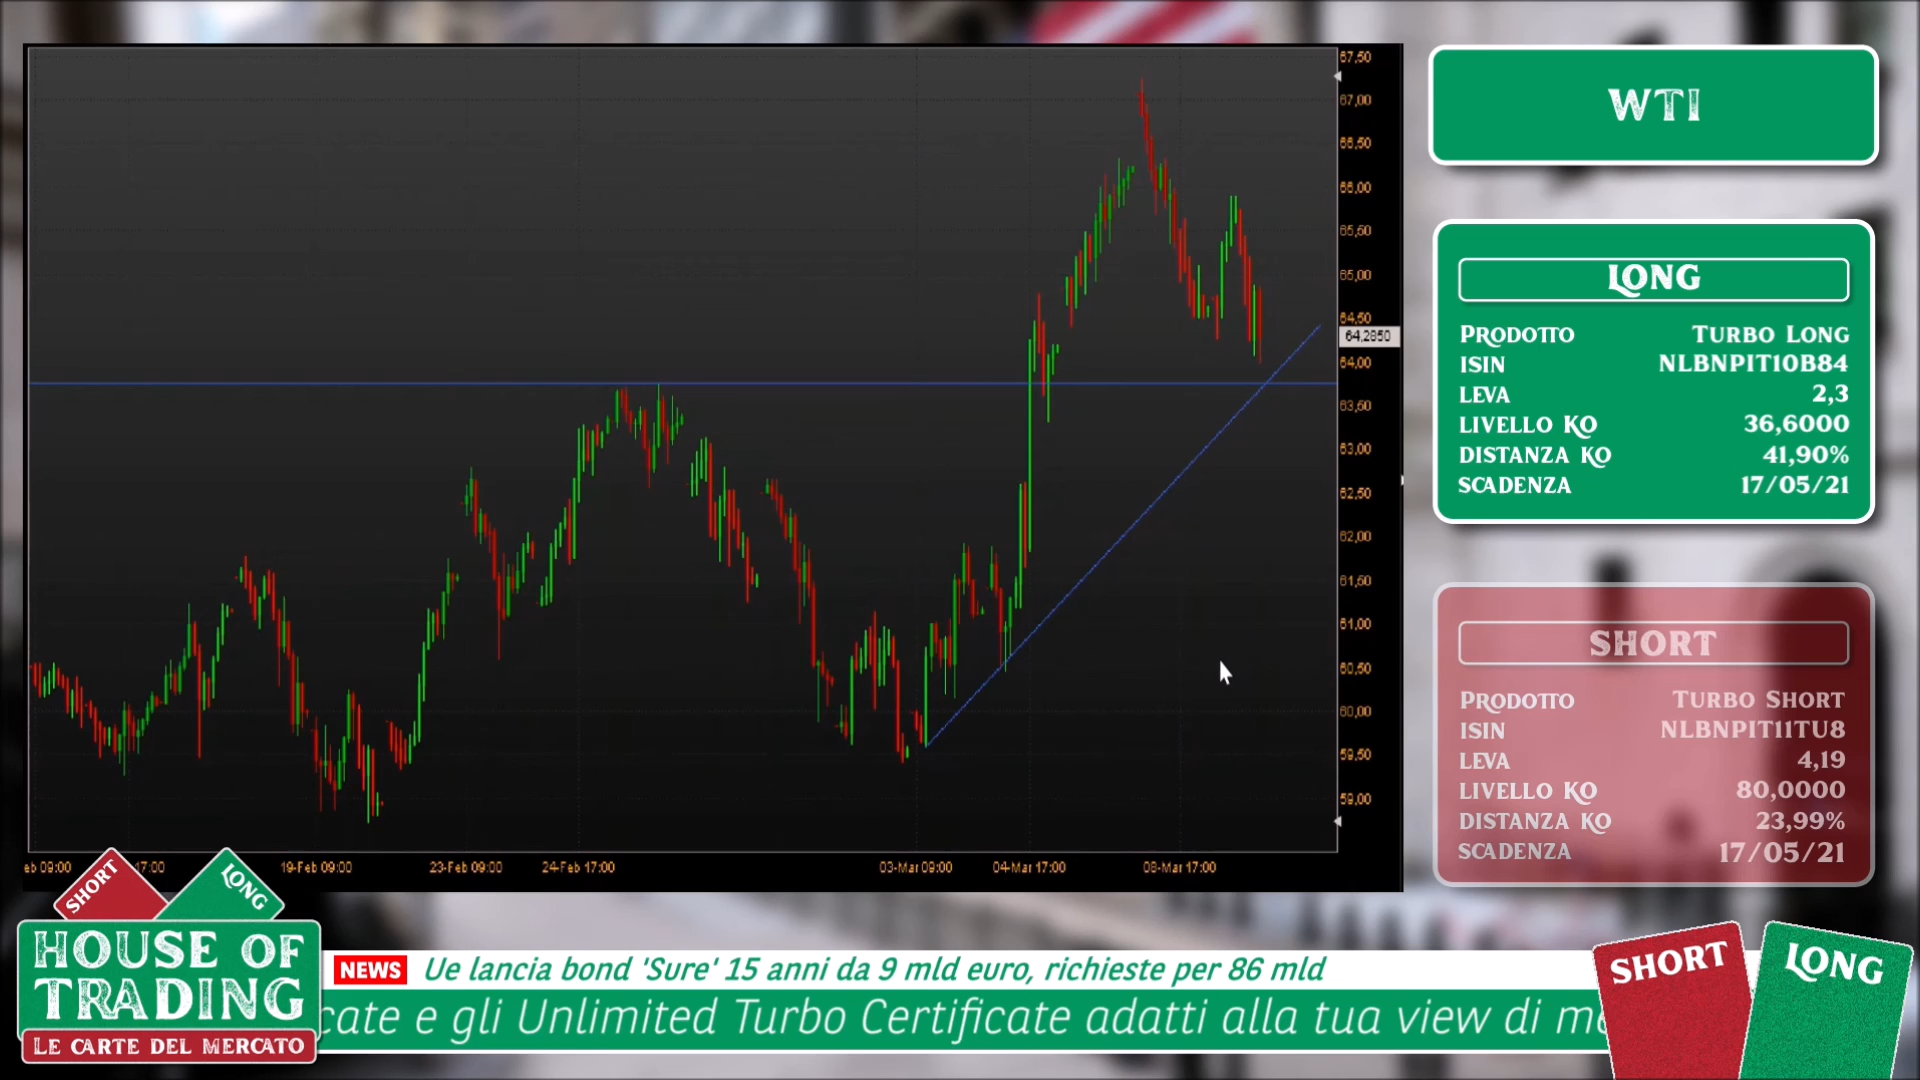 67,50
67,00
66,50
66,00
65,50
65,00
64,50
64,2850
64,00
63,50
63,00
62,50
62,00
61,50
61,00
60,50
60,00
59,50
59,00
eb 09:00
17:00
19-Feb 09:00
23-Feb 09:00
24-Feb 17:00
03-Mar 09:00
04-Mar 17:00
08-Mar 17:00
WTI
LONG
PRODOTTO TURBO LONG
ISIN NLBNPIT10B84
LEVA 2,3
LIVELLO KO 36,6000
DISTANZA KO 41,90%
SCADENZA 17/05/21
SHORT
PRODOTTO TURBO SHORT
ISIN NLBNPIT11TU8
LEVA 4,19
LIVELLO KO 80,0000
DISTANZA KO 23,99%
SCADENZA 17/05/21
SHORT
LONG
HOUSE OF
TRADING
LE CARTE DEL MERCATO
NEWS Ue lancia bond 'Sure' 15 anni da 9 mld euro, richieste per 86 mld
cate e gli Unlimited Turbo Certificate adatti alla tua view di m
SHORT
LONG